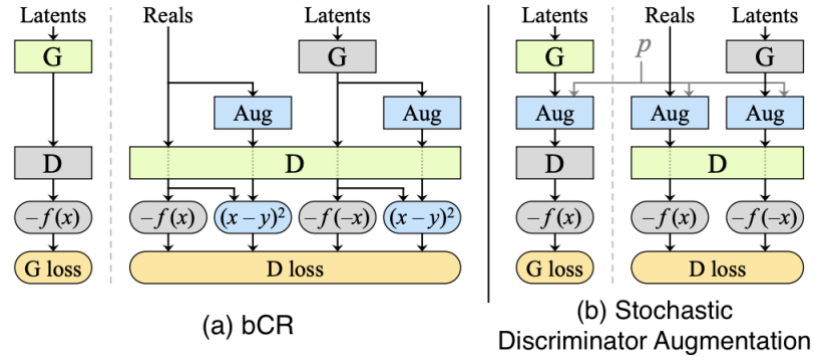 Latents Reals Latents
G G
Aug Aug
D D
−f(x) −f(x) (x−y)² −f(−x) (x−y)²
G loss D loss
(a) bCR
Latents Reals Latents
p
G G
Aug Aug Aug
D D
−f(x) −f(x) −f(−x)
G loss D loss
(b) Stochastic
Discriminator Augmentation